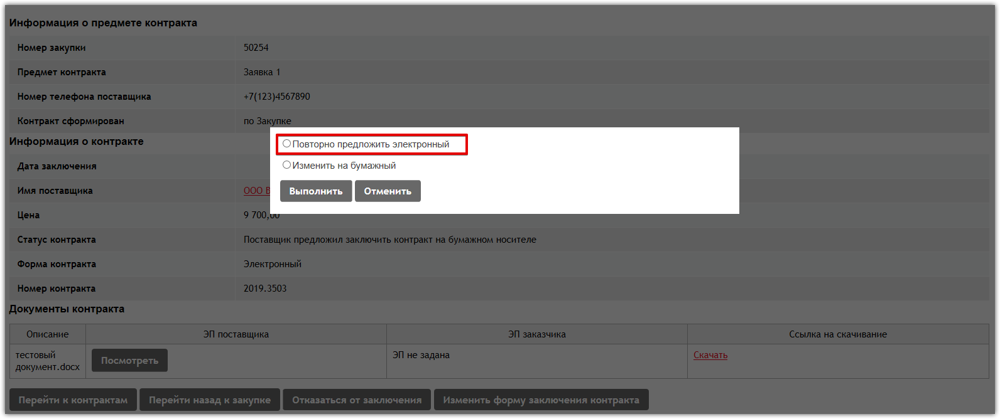 Информация о предмете контракта
Номер закупки 50254
Предмет контракта Заявка 1
Номер телефона поставщика +7(123)4567890
Контракт сформирован по Закупке
Информация о контракте
Повторно предложить электронный
Дата заключения
Изменить на бумажный
Имя поставщика ООО
Выполнить Отменить
Цена 9 700,00
Статус контракта Поставщик предложил заключить контракт на бумажном носителе
Форма контракта Электронный
Номер контракта 2019.3503
Документы контракта
Описание ЭП поставщика ЭП заказчика Ссылка на скачивание
тестовый
документ.docx
Посмотреть
ЭП не задана
Скачать
Перейти к контрактам Перейти назад к закупке Отказаться от заключения Изменить форму заключения контракта